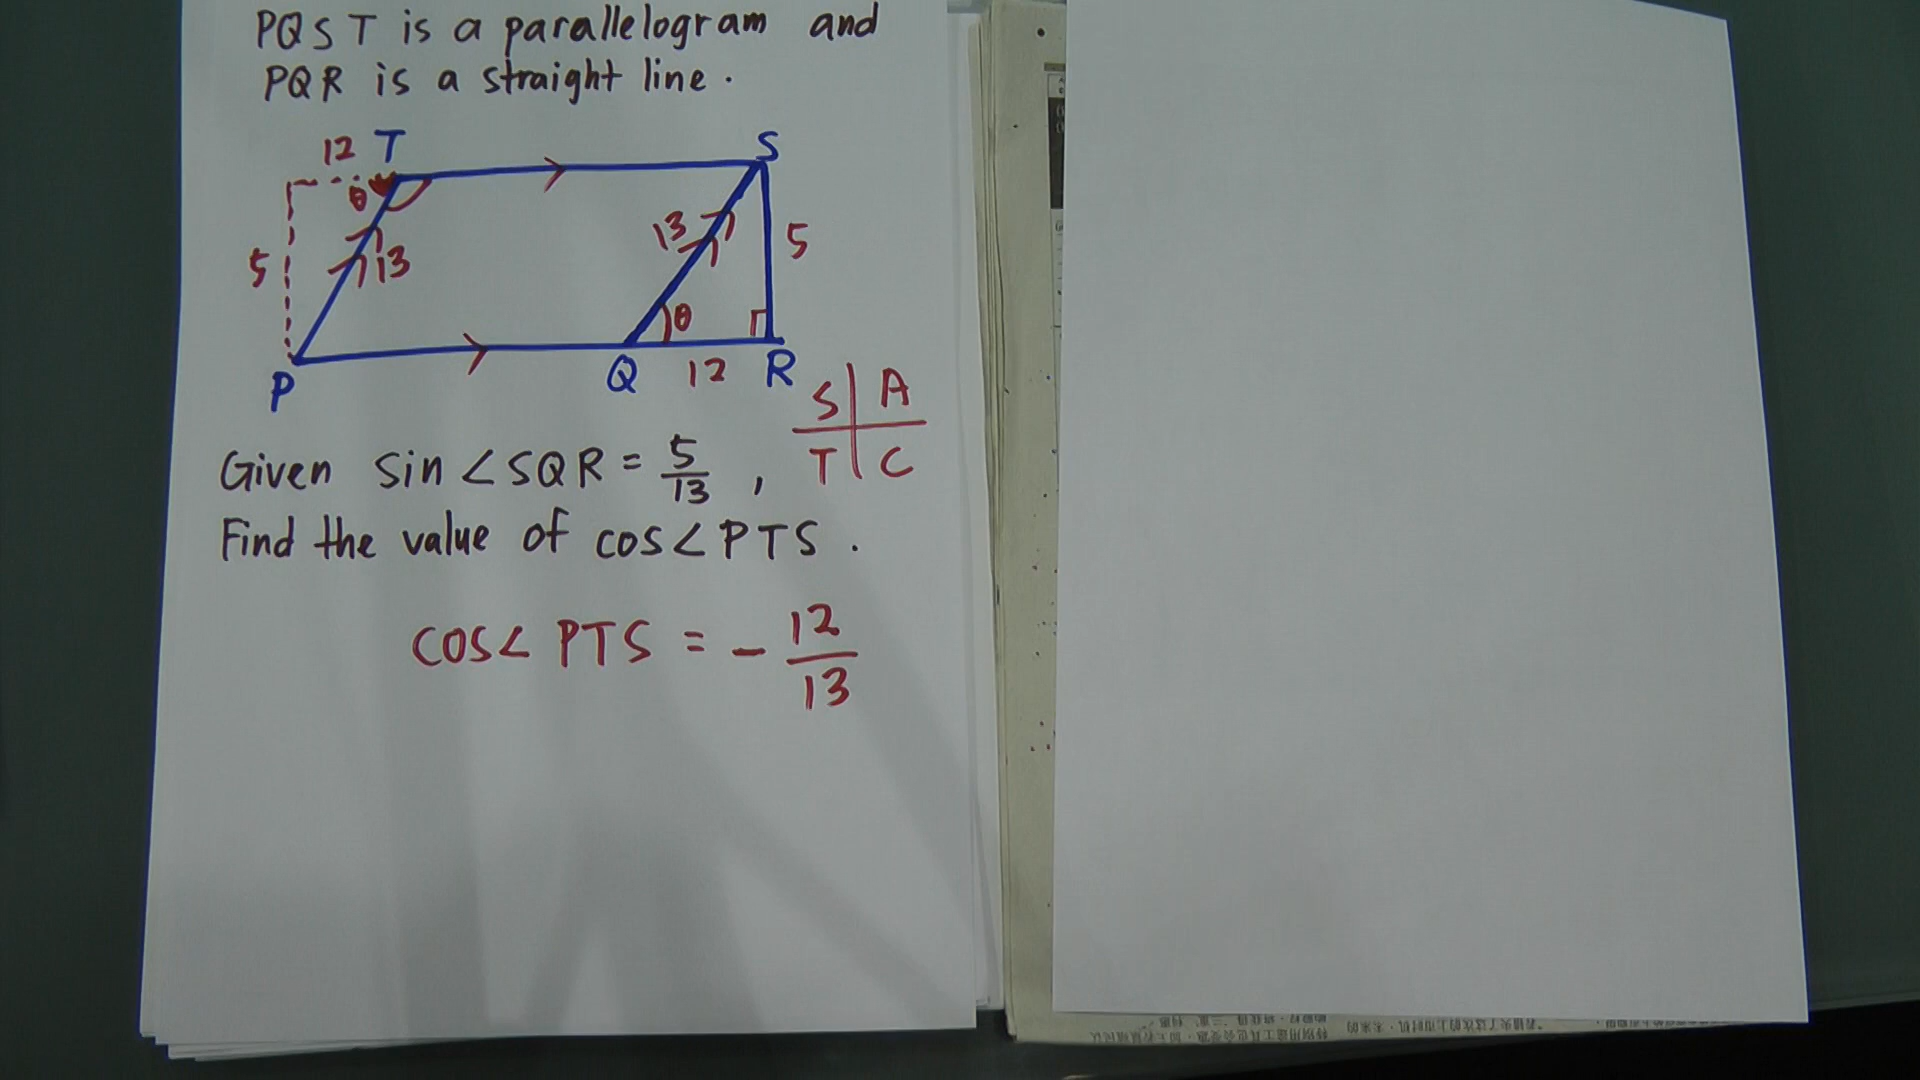 PQST is a parallelogram and
PQR is a straight line.
12 T
S
θ
5
13
13
5
θ
P
Q 12 R
S A
T C
Given sin∠SQR = 5/13 ,
Find the value of cos∠PTS .
cos∠PTS = - 12/13